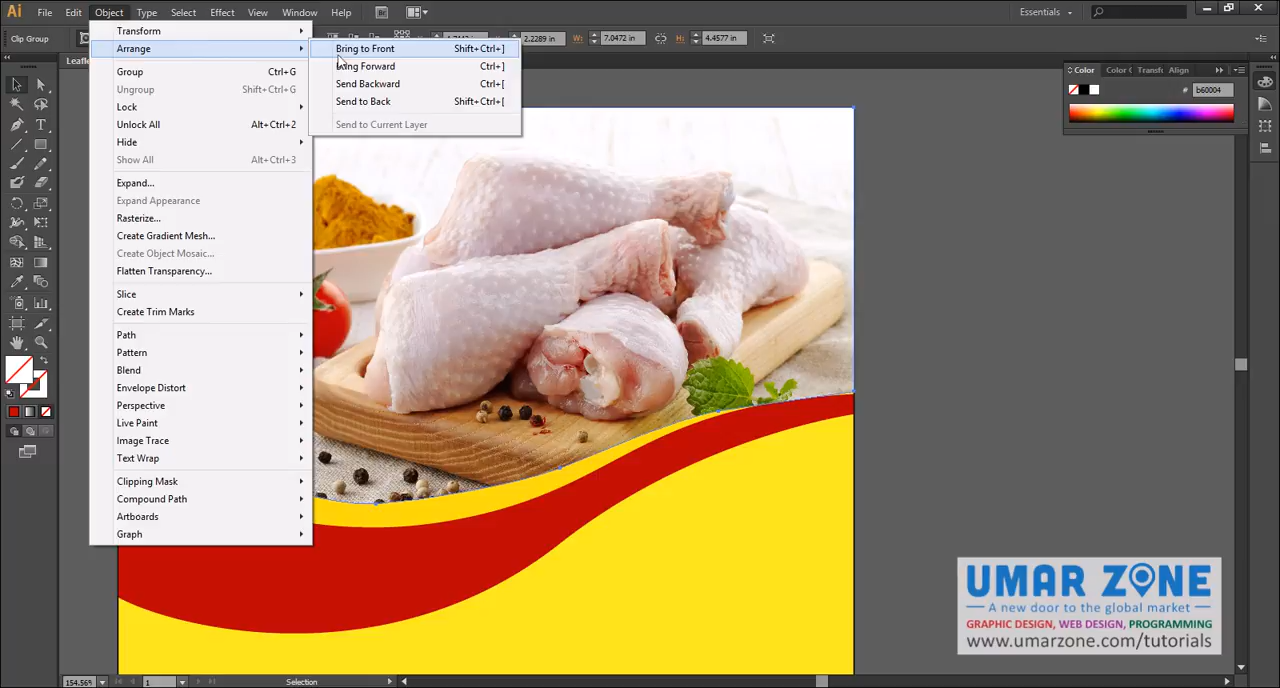 Ai File Edit Object Type Select Effect View Window Help Br Essentials
Clip Group 2.2289 in W: 7.0472 in H: 4.4577 in
Leafle
Transform
Arrange
Group Ctrl+G
Ungroup Shift+Ctrl+G
Lock
Unlock All Alt+Ctrl+2
Hide
Show All Alt+Ctrl+3
Expand...
Expand Appearance
Rasterize...
Create Gradient Mesh...
Create Object Mosaic...
Flatten Transparency...
Slice
Create Trim Marks
Path
Pattern
Blend
Envelope Distort
Perspective
Live Paint
Image Trace
Text Wrap
Clipping Mask
Compound Path
Artboards
Graph
Bring to Front Shift+Ctrl+]
Bring Forward Ctrl+]
Send Backward Ctrl+[
Send to Back Shift+Ctrl+[
Send to Current Layer
Color Color Transfo Align
# b60004
UMAR ZONE
A new door to the global market
GRAPHIC DESIGN, WEB DESIGN, PROGRAMMING
www.umarzone.com/tutorials
154.56% 1 Selection